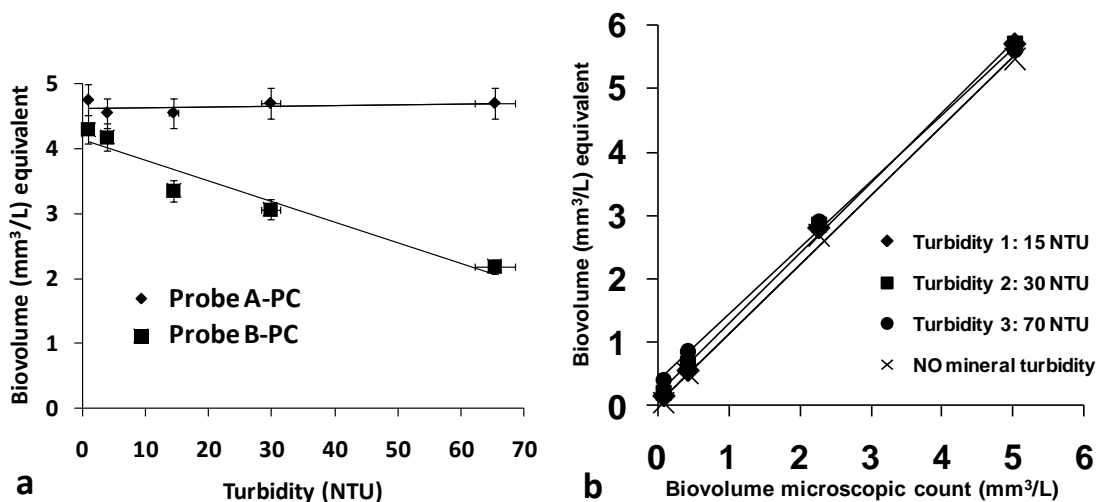 Biovolume (mm³/L) equivalent
5
4
3
2
1
0
Probe A-PC
Probe B-PC
0 10 20 30 40 50 60 70
Turbidity (NTU)
a
Biovolume (mm³/L) equivalent
6
5
4
3
2
1
0
Turbidity 1: 15 NTU
Turbidity 2: 30 NTU
Turbidity 3: 70 NTU
NO mineral turbidity
0 1 2 3 4 5 6
Biovolume microscopic count (mm³/L)
b